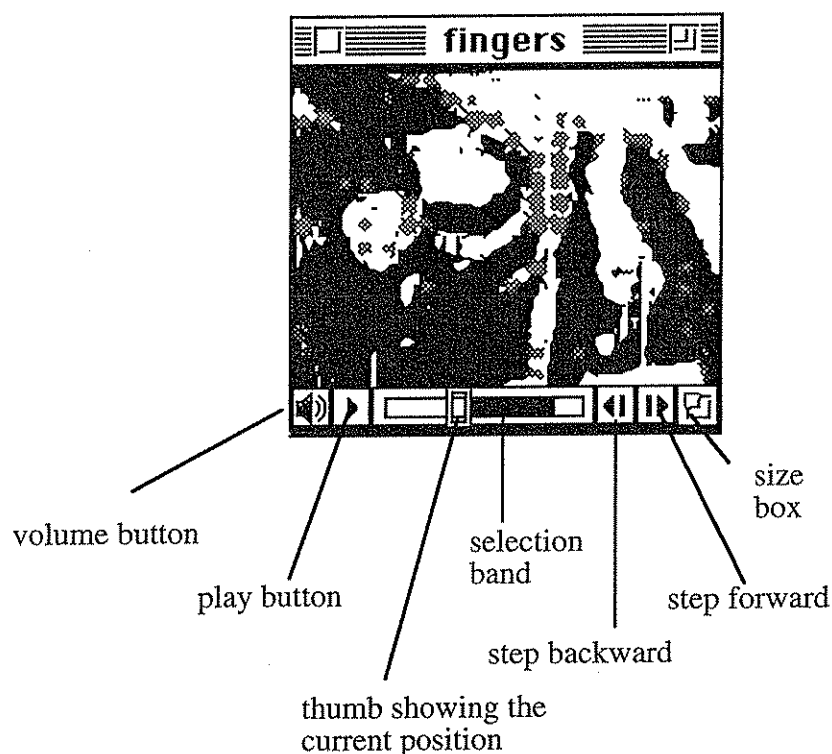 fingers
size
box
volume button
selection
band
play button
step forward
step backward
thumb showing the
current position